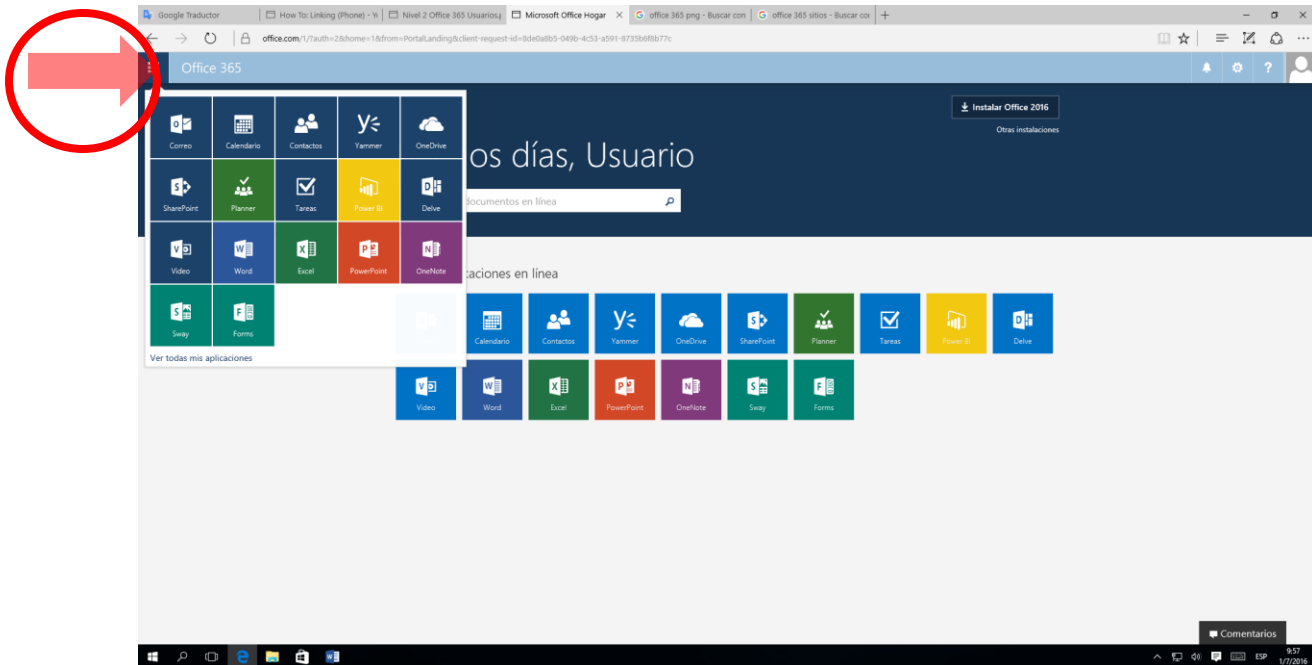 Google Traductor
How To: Linking (Phone) - Yi
Nivel 2 Office 365 Usuarios.p
Microsoft Office Hogar
office 365 png - Buscar con
office 365 sitios - Buscar con
office.com/1/?auth=2&home=1&from=PortalLanding&client-request-id=8de0a8b5-049b-4c53-a591-8735b6f8b77c
Office 365
Instalar Office 2016
Otras instalaciones
os días, Usuario
documentos en línea
Correo
Calendario
Contactos
Yammer
OneDrive
SharePoint
Planner
Tareas
Power BI
Delve
Video
Word
Excel
PowerPoint
OneNote
Sway
Forms
Ver todas mis aplicaciones
caciones en línea
Calendario
Contactos
Yammer
OneDrive
SharePoint
Planner
Tareas
Power BI
Delve
Video
Word
Excel
PowerPoint
OneNote
Sway
Forms
Comentarios
ESP
9:57
1/7/2016